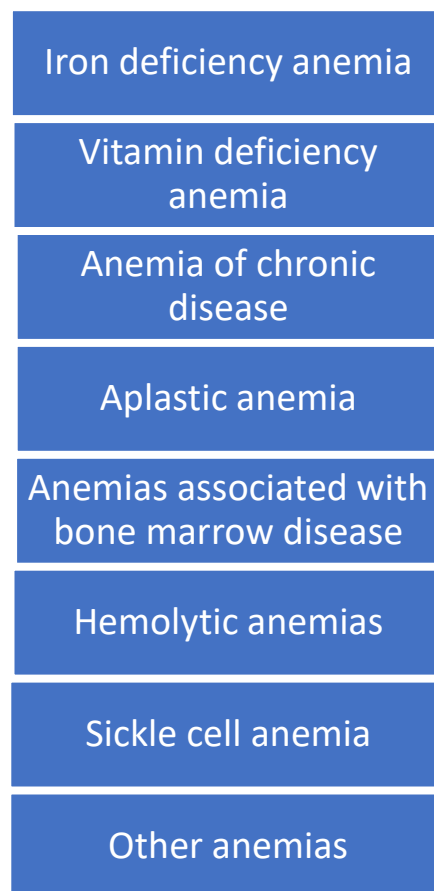 Iron deficiency anemia
Vitamin deficiency
anemia
Anemia of chronic
disease
Aplastic anemia
Anemias associated with
bone marrow disease
Hemolytic anemias
Sickle cell anemia
Other anemias